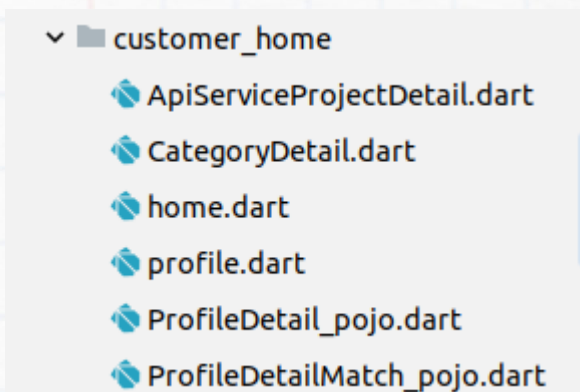 customer_home
ApiServiceProjectDetail.dart
CategoryDetail.dart
home.dart
profile.dart
ProfileDetail_pojo.dart
ProfileDetailMatch_pojo.dart